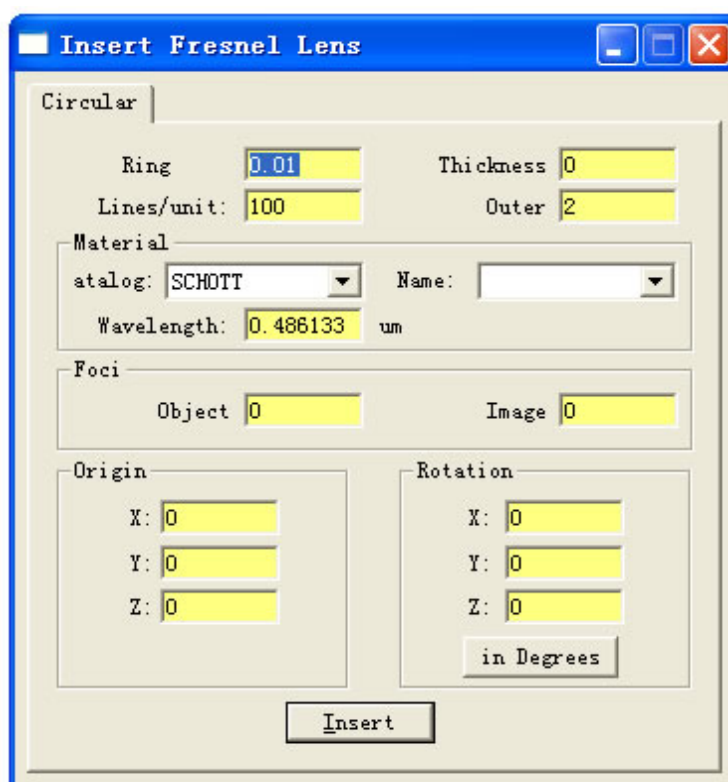 Insert Fresnel Lens
Circular
Ring 0.01 Thickness 0
Lines/unit: 100 Outer 2
Material
atalog: SCHOTT Name:
Wavelength: 0.486133 um
Foci
Object 0 Image 0
Origin Rotation
X: 0 X: 0
Y: 0 Y: 0
Z: 0 Z: 0
in Degrees
Insert